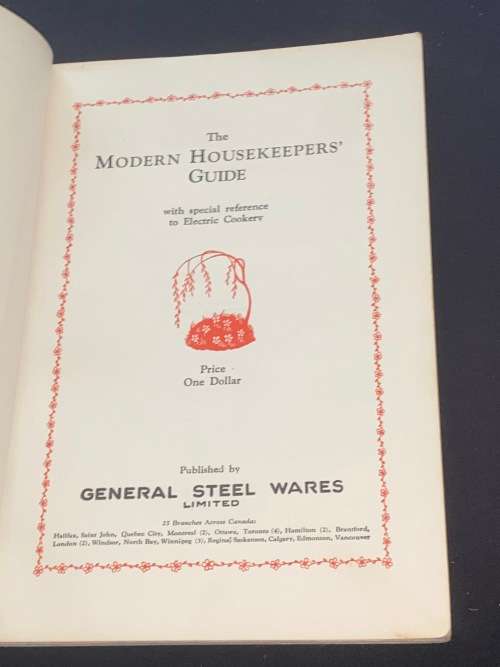 The
MODERN HOUSEKEEPERS'
GUIDE
with special reference
to Electric Cookery
Price
One Dollar
Published by
GENERAL STEEL WARES
LIMITED
25 Branches Across Canada:
Halifax, Saint John, Quebec City, Montreal (2), Ottawa, Toronto (4), Hamilton (2), Brantford,
London (2), Windsor, North Bay, Winnipeg (3), Regina, Saskatoon, Calgary, Edmonton, Vancouver